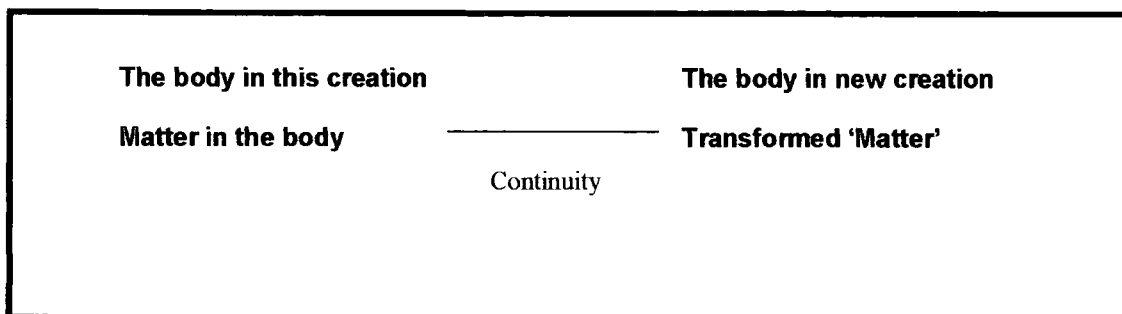 The body in this creation The body in new creation
Matter in the body Transformed 'Matter'
Continuity